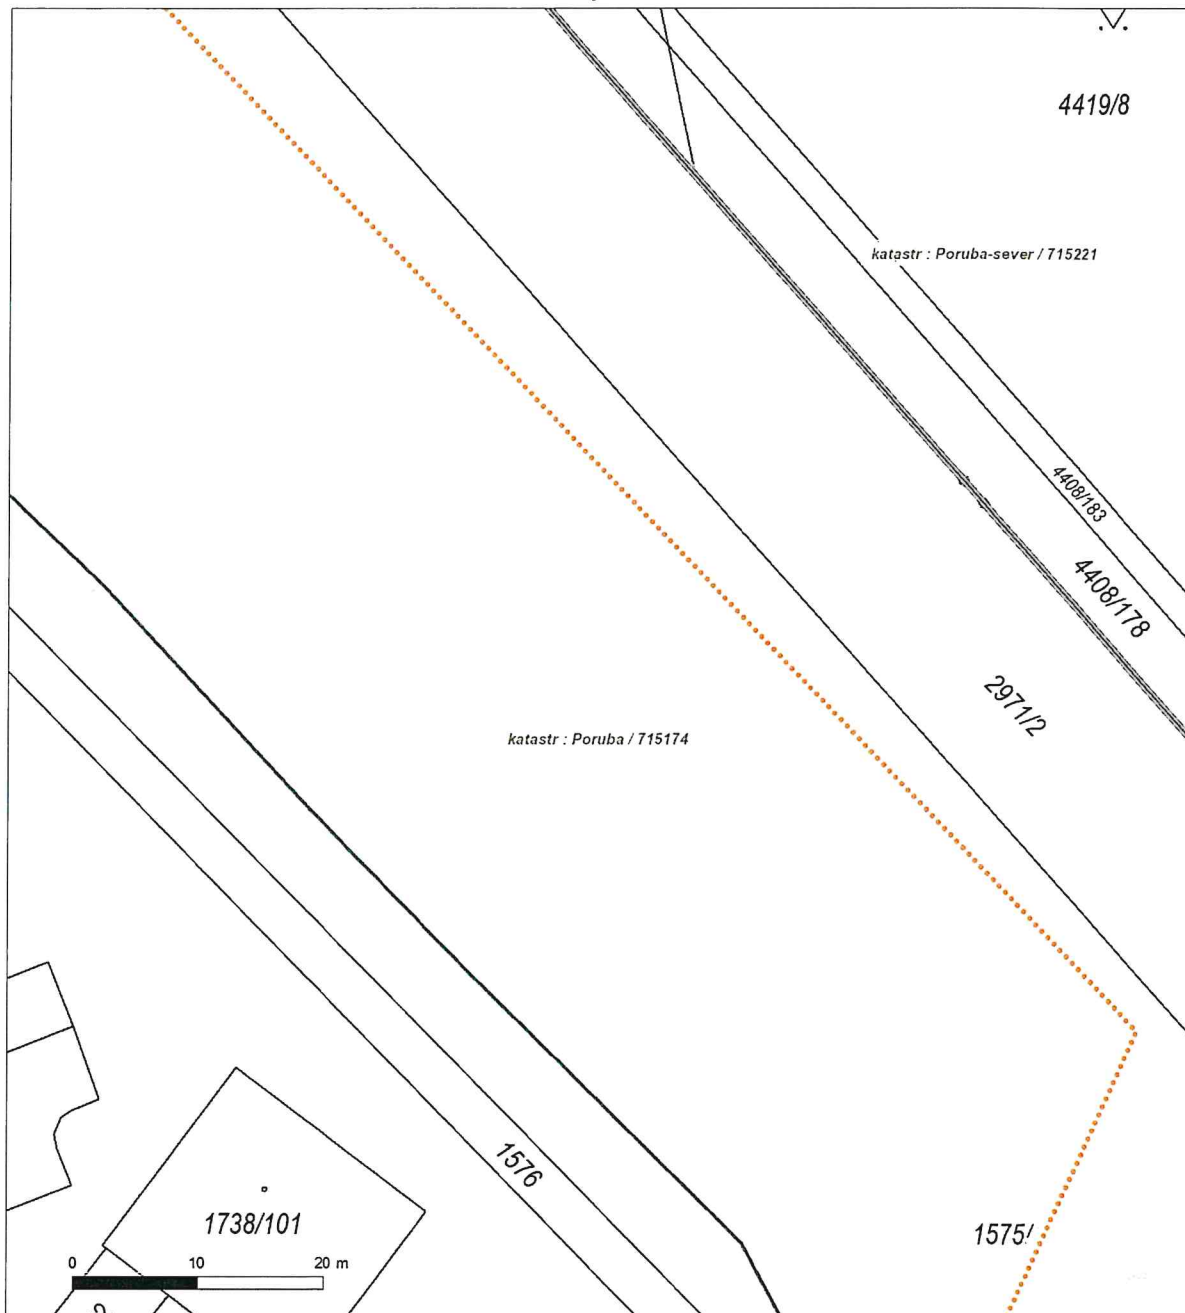 4419/8
katastr : Poruba-sever / 715221
4408/183
4408/178
2971/2
katastr : Poruba / 715174
1576
1738/101
1575/
0 10 20 m